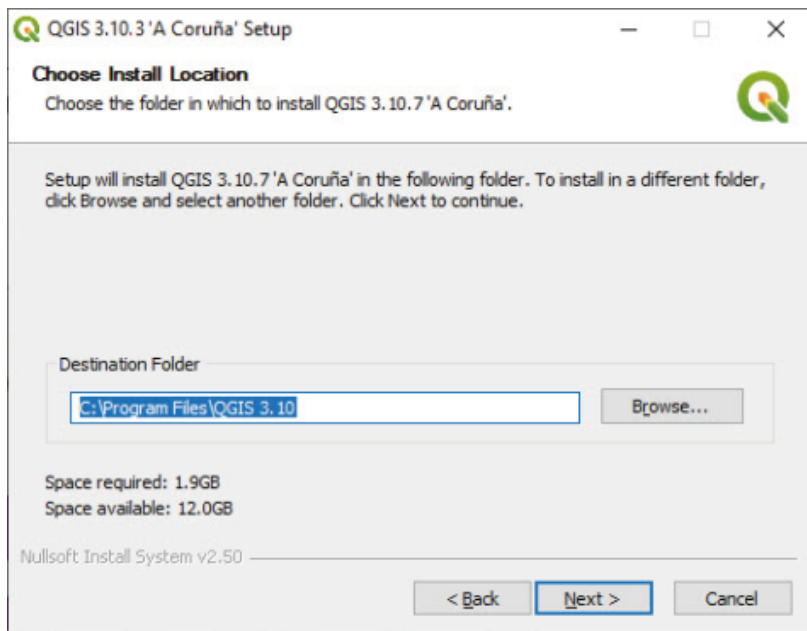 QGIS 3.10.3 'A Coruña' Setup
Choose Install Location
Choose the folder in which to install QGIS 3.10.7 'A Coruña'.
Setup will install QGIS 3.10.7 'A Coruña' in the following folder. To install in a different folder,
click Browse and select another folder. Click Next to continue.
Destination Folder
C:\Program Files\QGIS 3.10
Browse...
Space required: 1.9GB
Space available: 12.0GB
Nullsoft Install System v2.50
< Back
Next >
Cancel